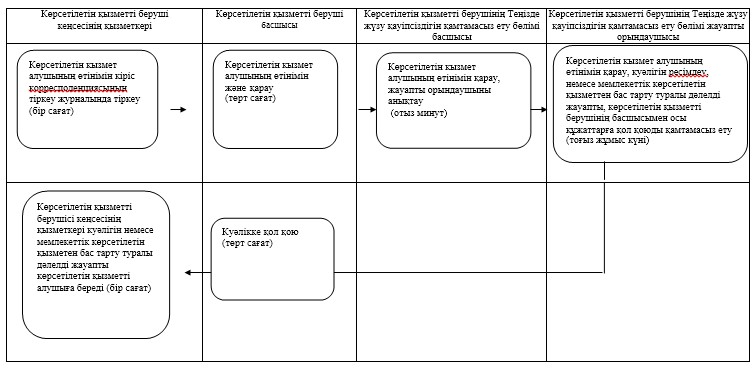 Көрсетілетін қызметті беруші
кеңсесінің қызметкері
Көрсетілетін қызметті беруші
басшысы
Көрсетілетін қызметті берушінің Теңізде
жүзу қауіпсіздігін қамтамасыз ету бөлімі
басшысы
Көрсетілетін қызметті берушінің Теңізде жүзу
қауіпсіздігін қамтамасыз ету бөлімі жауапты
орындаушысы
Көрсетілетін қызмет
алушының өтінімін кіріс
корреспонденциясының
тіркеу журналында тіркеу
(бір сағат)
Көрсетілетін қызмет
алушының өтінімін
және қарау
(төрт сағат)
Көрсетілетін қызмет
алушының өтінімін қарау,
жауапты орындаушыны
анықтау
(отыз минут)
Көрсетілетін қызмет алушының
өтінімін қарау, куәлігін ресімдеу,
немесе мемлекеттік көрсетілетін
қызметтен бас тарту туралы дәлелді
жауапты, көрсетілетін қызметті
берушінің басшысымен осы
құжаттарға қол қоюды қамтамасыз ету
(тоғыз жұмыс күні)
Көрсетілетін қызметті
берушісі кеңсесінің
қызметкері куәлігін немесе
мемлекеттік көрсетілетін
қызметен бас тарту туралы
дәлелді жауапты
көрсетілетін қызметті
алушыға береді (бір сағат)
Куәлікке қол қою
(төрт сағат)